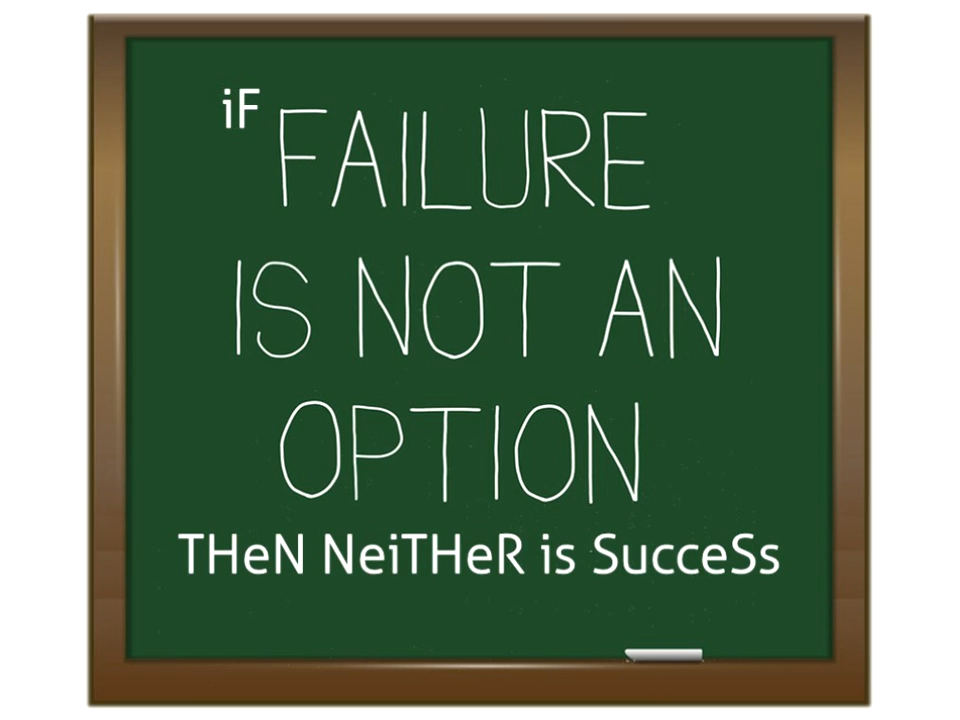 iF FAILURE
IS NOT AN
OPTION
THeN NeiTHeR is SucceSs